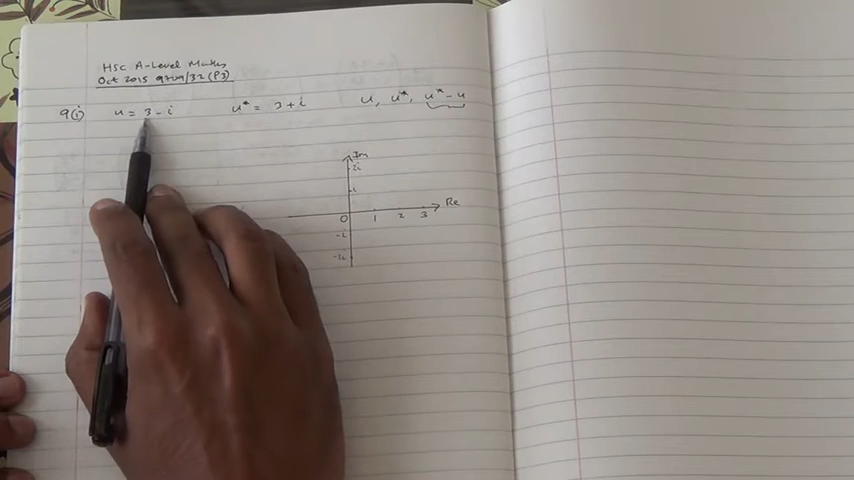 HSC A-Level Maths
Oct 2015 9709/32 (P3)
9(i) u = 3 - i u* = 3 + i u, u*, u* - u
Im
2i
i
0 1 2 3 Re
-i
-2i